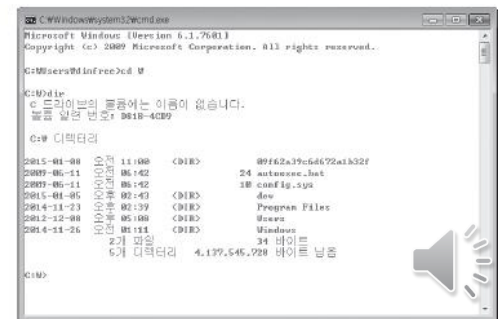 C:₩Windows₩system32₩cmd.exe
Microsoft Windows [Version 6.1.7601]
Copyright (c) 2009 Microsoft Corporation. All rights reserved.
C:₩Users₩infree>cd ₩
C:₩>dir
C 드라이브의 볼륨에는 이름이 없습니다.
볼륨 일련 번호: D818-4CD9
C:₩ 디렉터리
2015-01-08 오전 11:00 <DIR>
2009-06-11 오전 06:42 24 autoexec.bat
2009-06-11 오전 06:42 10 config.sys
2015-01-05 오후 02:43 <DIR> dev
2014-11-23 오후 02:39 <DIR> Program Files
2012-12-08 오후 05:08 <DIR> Users
2014-11-26 오전 01:11 <DIR> Windows
2개 파일 34 바이트
5개 디렉터리 4,137,545,728 바이트 남음
C:₩>